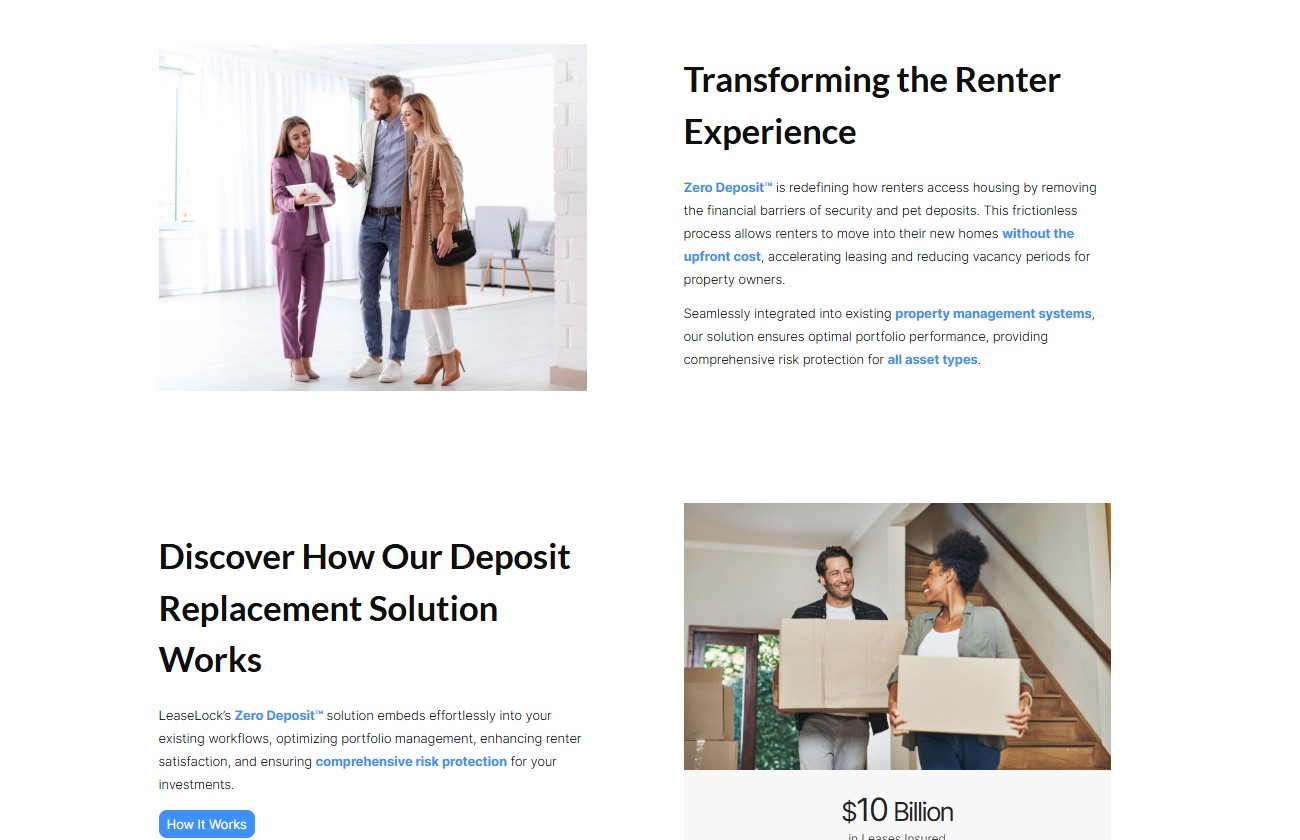 Transforming the Renter
Experience
Zero Deposit™ is redefining how renters access housing by removing
the financial barriers of security and pet deposits. This frictionless
process allows renters to move into their new homes without the
upfront cost, accelerating leasing and reducing vacancy periods for
property owners.
Seamlessly integrated into existing property management systems,
our solution ensures optimal portfolio performance, providing
comprehensive risk protection for all asset types.
Discover How Our Deposit
Replacement Solution
Works
LeaseLock’s Zero Deposit™ solution embeds effortlessly into your
existing workflows, optimizing portfolio management, enhancing renter
satisfaction, and ensuring comprehensive risk protection for your
investments.
How It Works
$10 Billion
in Leases Insured